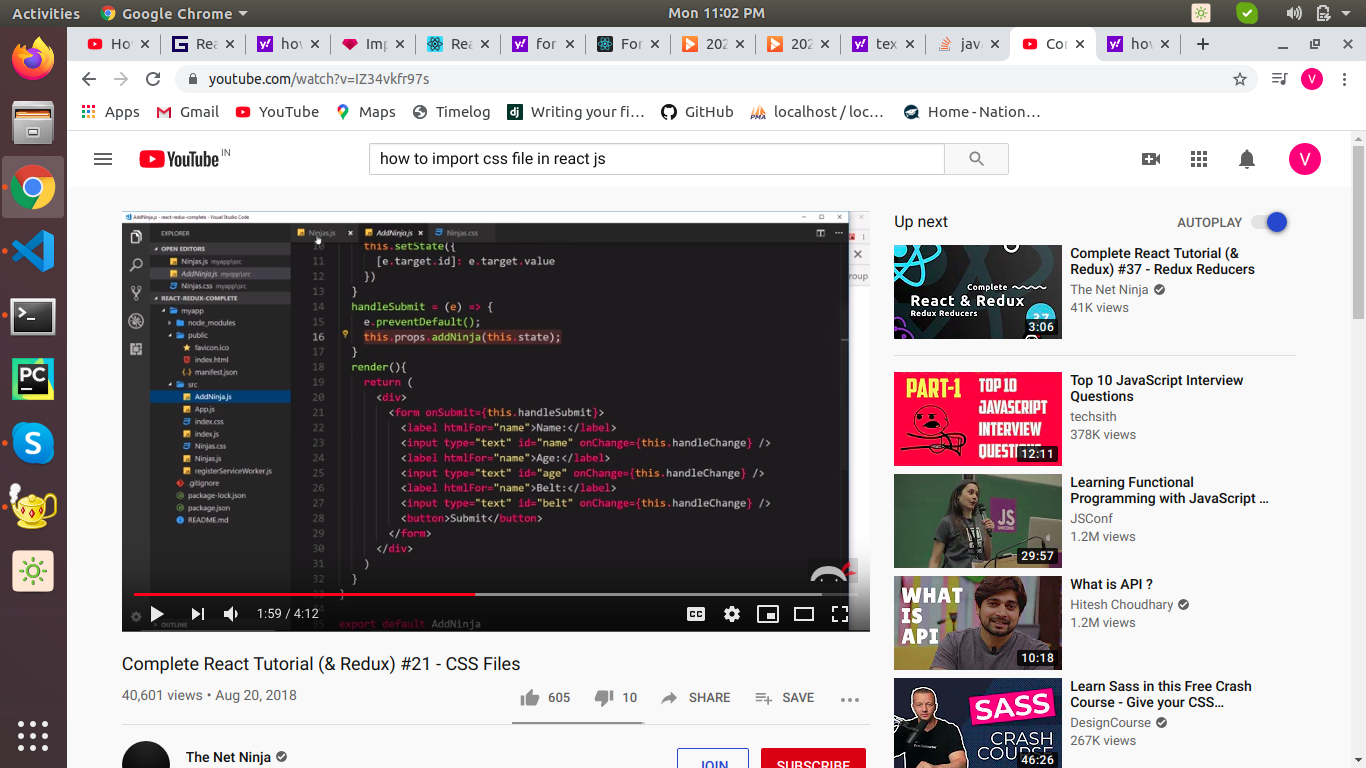 Activities
Google Chrome
Mon 11:02 PM
Ho
Rea
hov
Imp
Rea
for
For
202
202
tex
java
Cor
hov
youtube.com/watch?v=IZ34vkfr97s
V
Apps
Gmail
YouTube
Maps
Timelog
Writing your fi…
GitHub
localhost / loc…
Home - Nation…
YouTube IN
how to import css file in react js
V
AddNinja.js - react-redux-complete - Visual Studio Code
EXPLORER
OPEN EDITORS
Ninjas.js myapp\src
AddNinja.js myapp\src
Ninjas.css myapp\src
REACT-REDUX-COMPLETE
myapp
node_modules
public
favicon.ico
index.html
manifest.json
src
AddNinja.js
App.js
index.css
index.js
Ninjas.css
Ninjas.js
registerServiceWorker.js
.gitignore
package-lock.json
package.json
README.md
OUTLINE
Ninjas.js
AddNinja.js
Ninjas.css
10 this.setState({
11 [e.target.id]: e.target.value
12 })
13 }
14 handleSubmit = (e) => {
15 e.preventDefault();
16 this.props.addNinja(this.state);
17 }
18 render(){
19 return (
20 <div>
21 <form onSubmit={this.handleSubmit}>
22 <label htmlFor="name">Name:</label>
23 <input type="text" id="name" onChange={this.handleChange} />
24 <label htmlFor="name">Age:</label>
25 <input type="text" id="age" onChange={this.handleChange} />
26 <label htmlFor="name">Belt:</label>
27 <input type="text" id="belt" onChange={this.handleChange} />
28 <button>Submit</button>
29 </form>
30 </div>
31 )
32 }
}
35 export default AddNinja
roup
1:59 / 4:12
CC
Complete React Tutorial (& Redux) #21 - CSS Files
40,601 views • Aug 20, 2018
605
10
SHARE
SAVE
The Net Ninja
JOIN
SUBSCRIBE
Up next
AUTOPLAY
Complete
React & Redux
Redux Reducers
37
3:06
Complete React Tutorial (& Redux) #37 - Redux Reducers
The Net Ninja
41K views
PART-1
TOP 10
JAVASCRIPT
INTERVIEW
QUESTIONS
12:11
Top 10 JavaScript Interview
Questions
techsith
378K views
JS
29:57
Learning Functional
Programming with JavaScript …
JSConf
1.2M views
WHAT
IS
API
10:18
What is API ?
Hitesh Choudhary
1.2M views
SASS
CRASH
COURSE
46:26
Learn Sass in this Free Crash
Course - Give your CSS…
DesignCourse
267K views